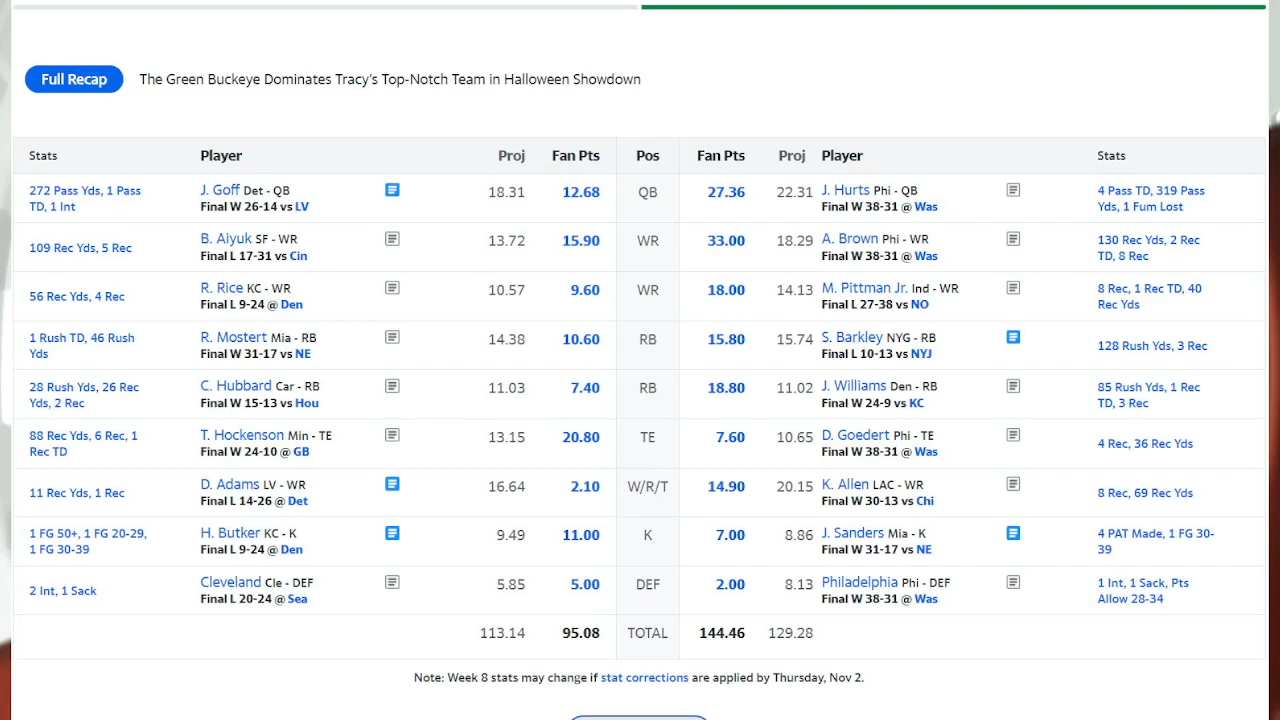 Full Recap The Green Buckeye Dominates Tracy's Top-Notch Team in Halloween Showdown
Stats Player Proj Fan Pts Pos Fan Pts Proj Player Stats
272 Pass Yds, 1 Pass TD, 1 Int J. Goff Det - QB 18.31 12.68 QB 27.36 22.31 J. Hurts Phi - QB 4 Pass TD, 319 Pass Yds, 1 Fum Lost
Final W 26-14 vs LV Final W 38-31 @ Was
109 Rec Yds, 5 Rec B. Aiyuk SF - WR 13.72 15.90 WR 33.00 18.29 A. Brown Phi - WR 130 Rec Yds, 2 Rec TD, 8 Rec
Final L 17-31 vs Cin Final W 38-31 @ Was
56 Rec Yds, 4 Rec R. Rice KC - WR 10.57 9.60 WR 18.00 14.13 M. Pittman Jr. Ind - WR 8 Rec, 1 Rec TD, 40 Rec Yds
Final L 9-24 @ Den Final L 27-38 vs NO
1 Rush TD, 46 Rush Yds R. Mostert Mia - RB 14.38 10.60 RB 15.80 15.74 S. Barkley NYG - RB 128 Rush Yds, 3 Rec
Final W 31-17 vs NE Final L 10-13 vs NYJ
28 Rush Yds, 26 Rec Yds, 2 Rec C. Hubbard Car - RB 11.03 7.40 RB 18.80 11.02 J. Williams Den - RB 85 Rush Yds, 1 Rec TD, 3 Rec
Final W 15-13 vs Hou Final W 24-9 vs KC
88 Rec Yds, 6 Rec, 1 Rec TD T. Hockenson Min - TE 13.15 20.80 TE 7.60 10.65 D. Goedert Phi - TE 4 Rec, 36 Rec Yds
Final W 24-10 @ GB Final W 38-31 @ Was
11 Rec Yds, 1 Rec D. Adams LV - WR 16.64 2.10 W/R/T 14.90 20.15 K. Allen LAC - WR 8 Rec, 69 Rec Yds
Final L 14-26 @ Det Final W 30-13 vs Chi
1 FG 50+, 1 FG 20-29, 1 FG 30-39 H. Butker KC - K 9.49 11.00 K 7.00 8.86 J. Sanders Mia - K 4 PAT Made, 1 FG 30-39
Final L 9-24 @ Den Final W 31-17 vs NE
2 Int, 1 Sack Cleveland Cle - DEF 5.85 5.00 DEF 2.00 8.13 Philadelphia Phi - DEF 1 Int, 1 Sack, Pts Allow 28-34
Final L 20-24 @ Sea Final W 38-31 @ Was
113.14 95.08 TOTAL 144.46 129.28
Note: Week 8 stats may change if stat corrections are applied by Thursday, Nov 2.